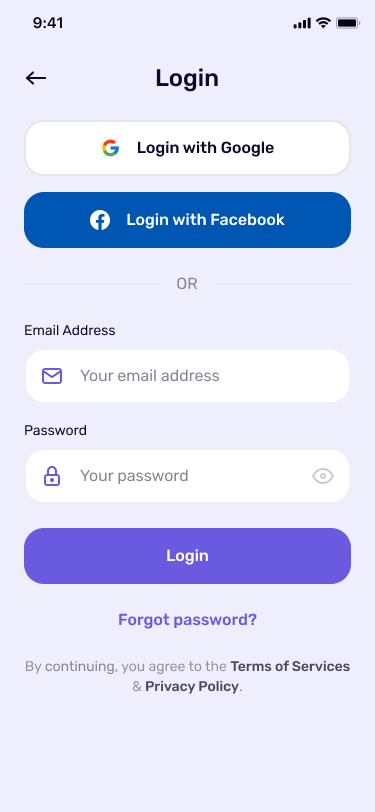 9:41
Login
Login with Google
Login with Facebook
OR
Email Address
Your email address
Password
Your password
Login
Forgot password?
By continuing, you agree to the Terms of Services
& Privacy Policy.